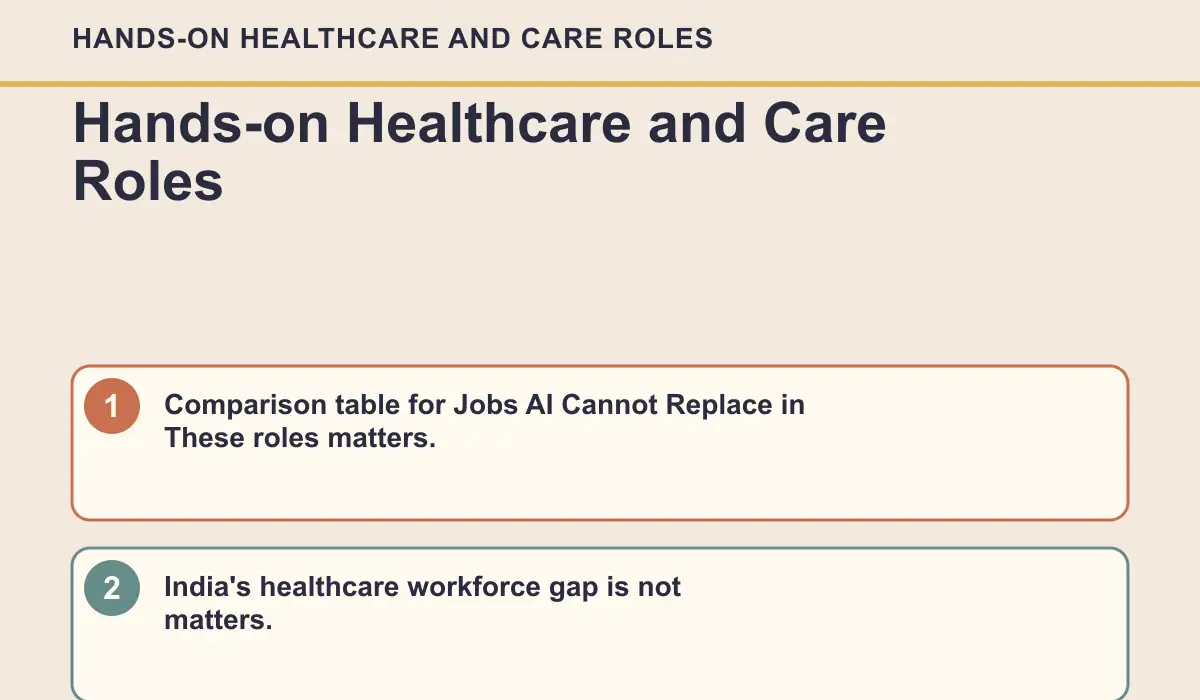 HANDS-ON HEALTHCARE AND CARE ROLES
Hands-on Healthcare and Care
Roles
1
Comparison table for Jobs AI Cannot Replace in
These roles matters.
2
India's healthcare workforce gap is not
matters.